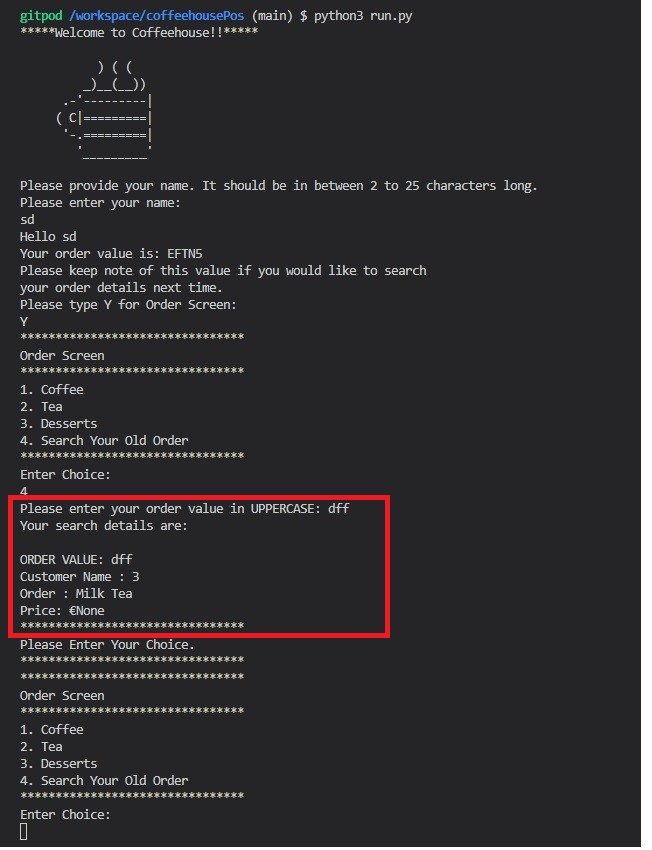 gitpod /workspace/coffeehousePos (main) $ python3 run.py
*****Welcome to Coffeehouse!!*****
         ) ( (
       _)__(__))
    .-'---------|
   ( C|=========|
    '-.=========|
      '_________'
Please provide your name. It should be in between 2 to 25 characters long.
Please enter your name:
sd
Hello sd
Your order value is: EFTN5
Please keep note of this value if you would like to search
your order details next time.
Please type Y for Order Screen:
Y
********************************
Order Screen
********************************
1. Coffee
2. Tea
3. Desserts
4. Search Your Old Order
********************************
Enter Choice:
4
Please enter your order value in UPPERCASE: dff
Your search details are:
ORDER VALUE: dff
Customer Name : 3
Order : Milk Tea
Price: €None
********************************
Please Enter Your Choice.
********************************
********************************
Order Screen
********************************
1. Coffee
2. Tea
3. Desserts
4. Search Your Old Order
********************************
Enter Choice: